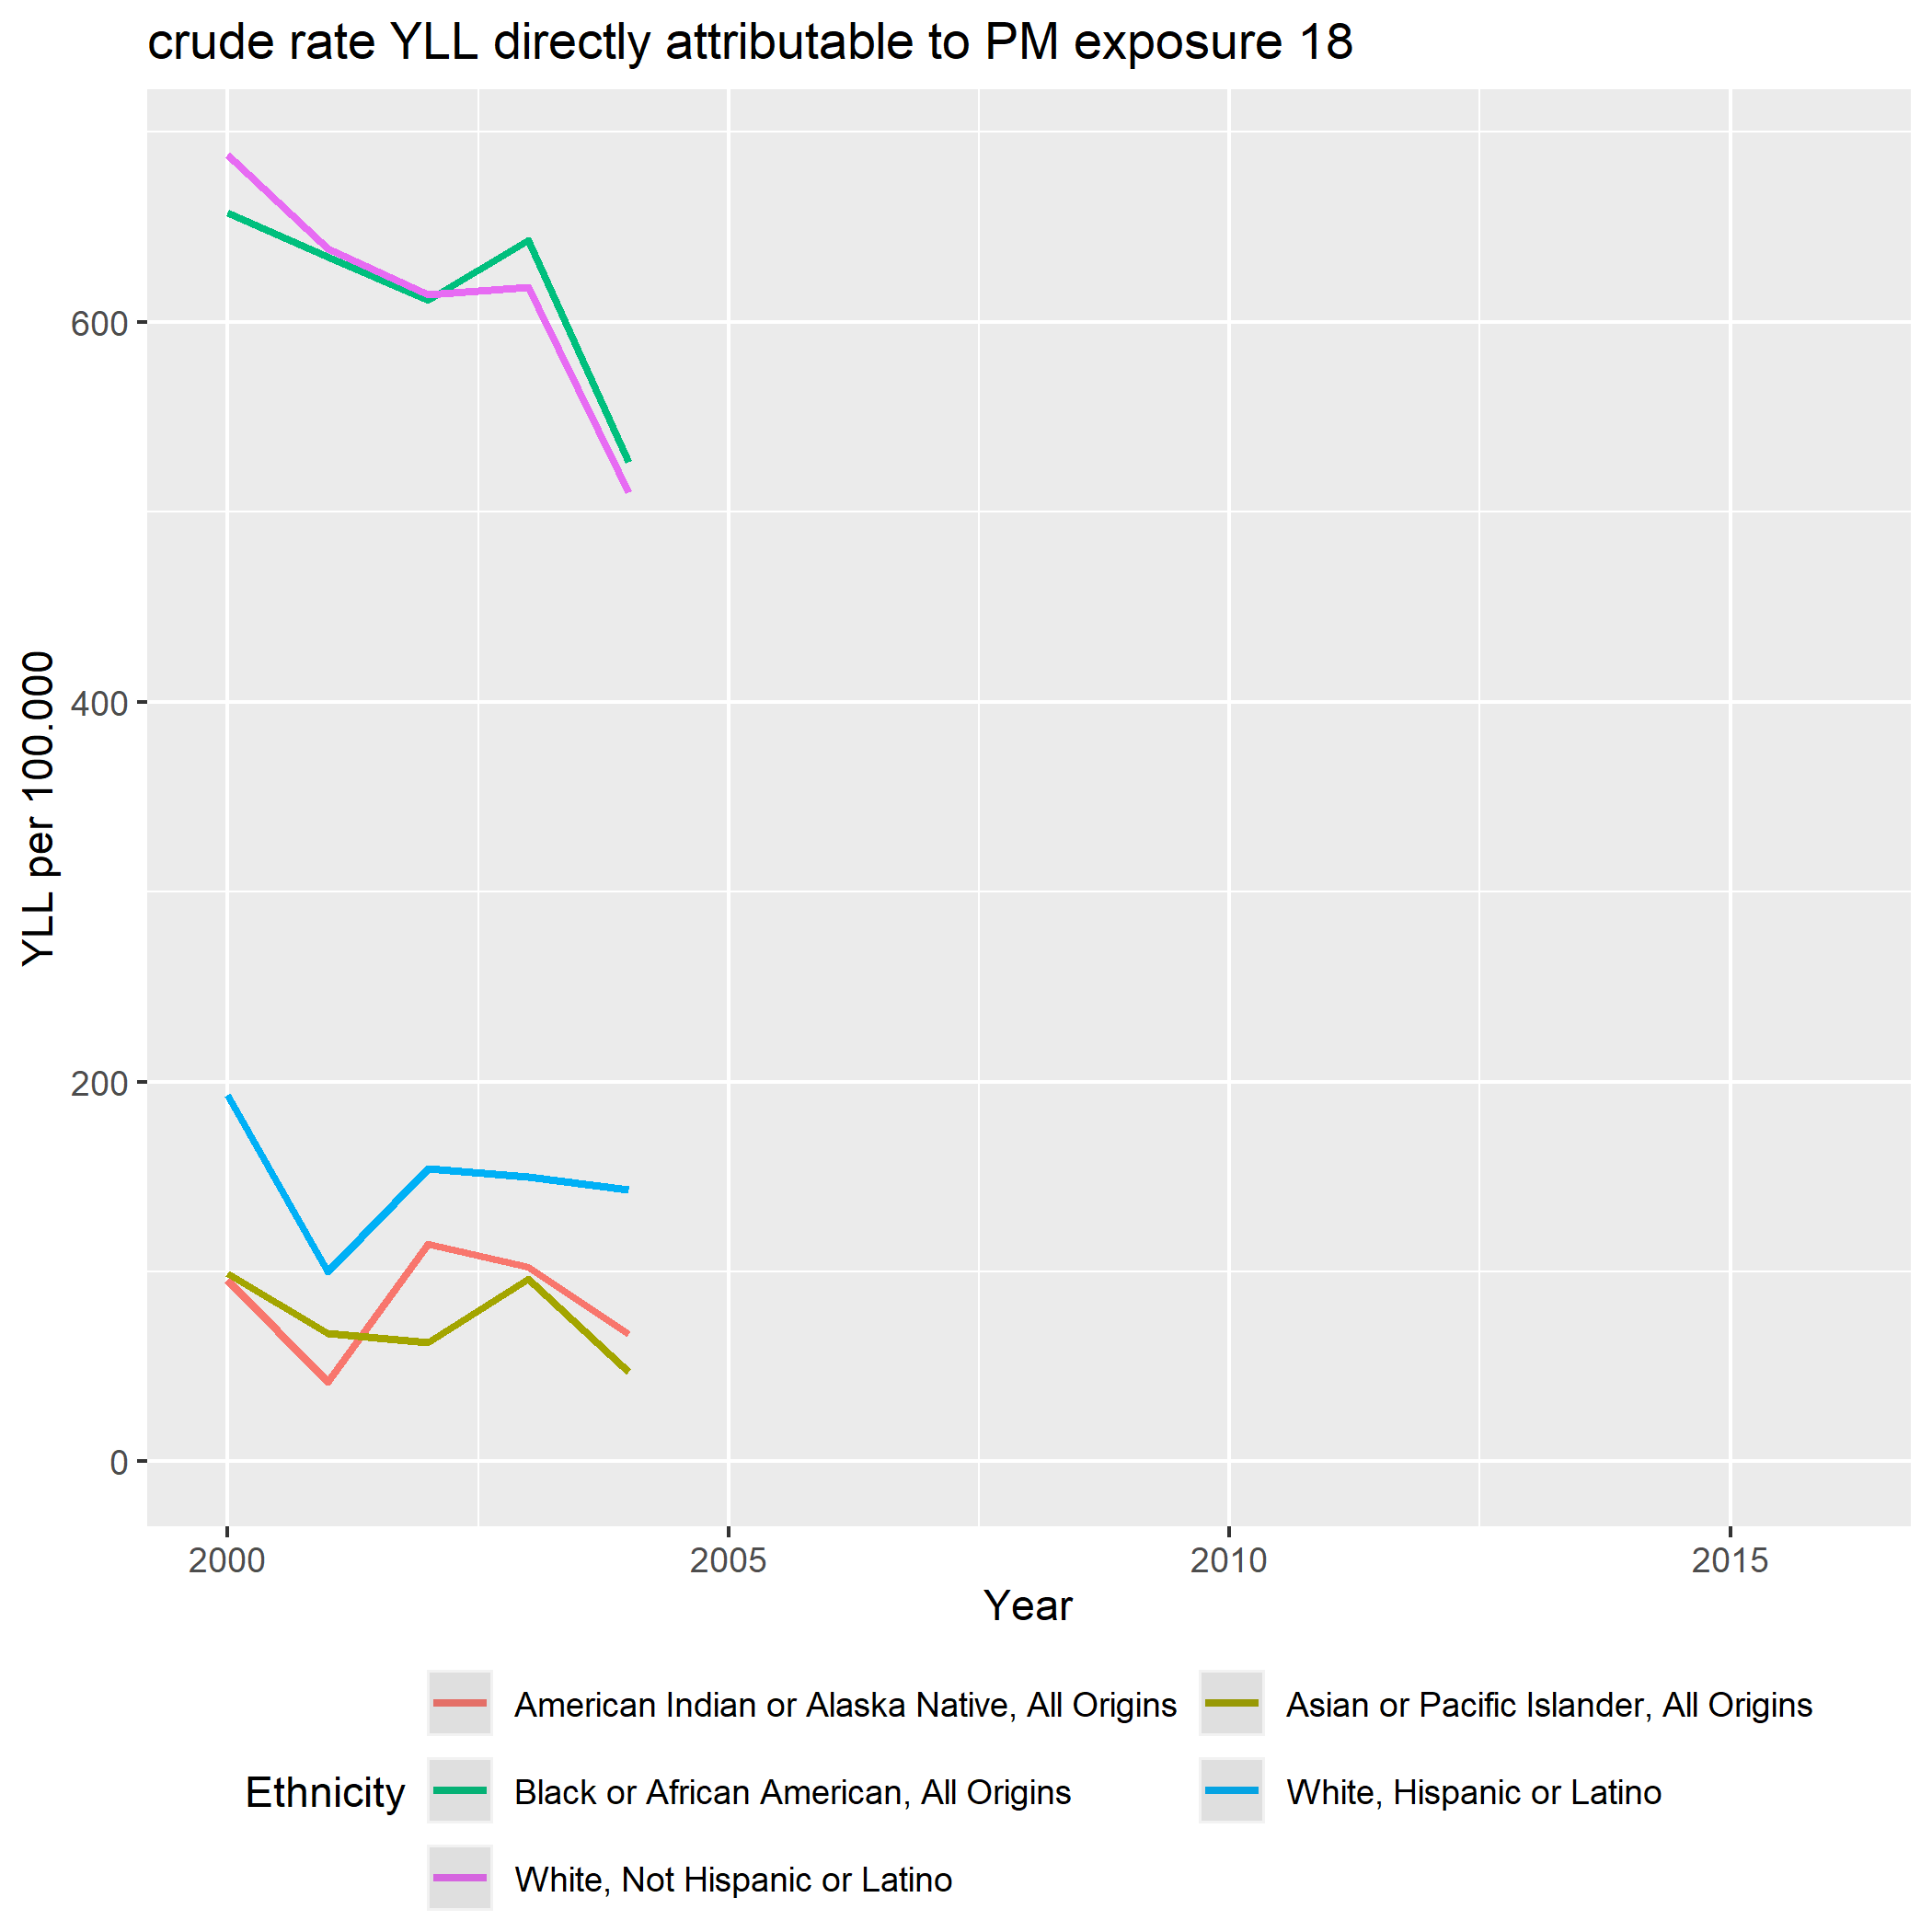 crude rate YLL directly attributable to PM exposure 18
YLL per 100.000
600
400
200
0
2000 2005 2010 2015
Year
Ethnicity
American Indian or Alaska Native, All Origins
Asian or Pacific Islander, All Origins
Black or African American, All Origins
White, Hispanic or Latino
White, Not Hispanic or Latino